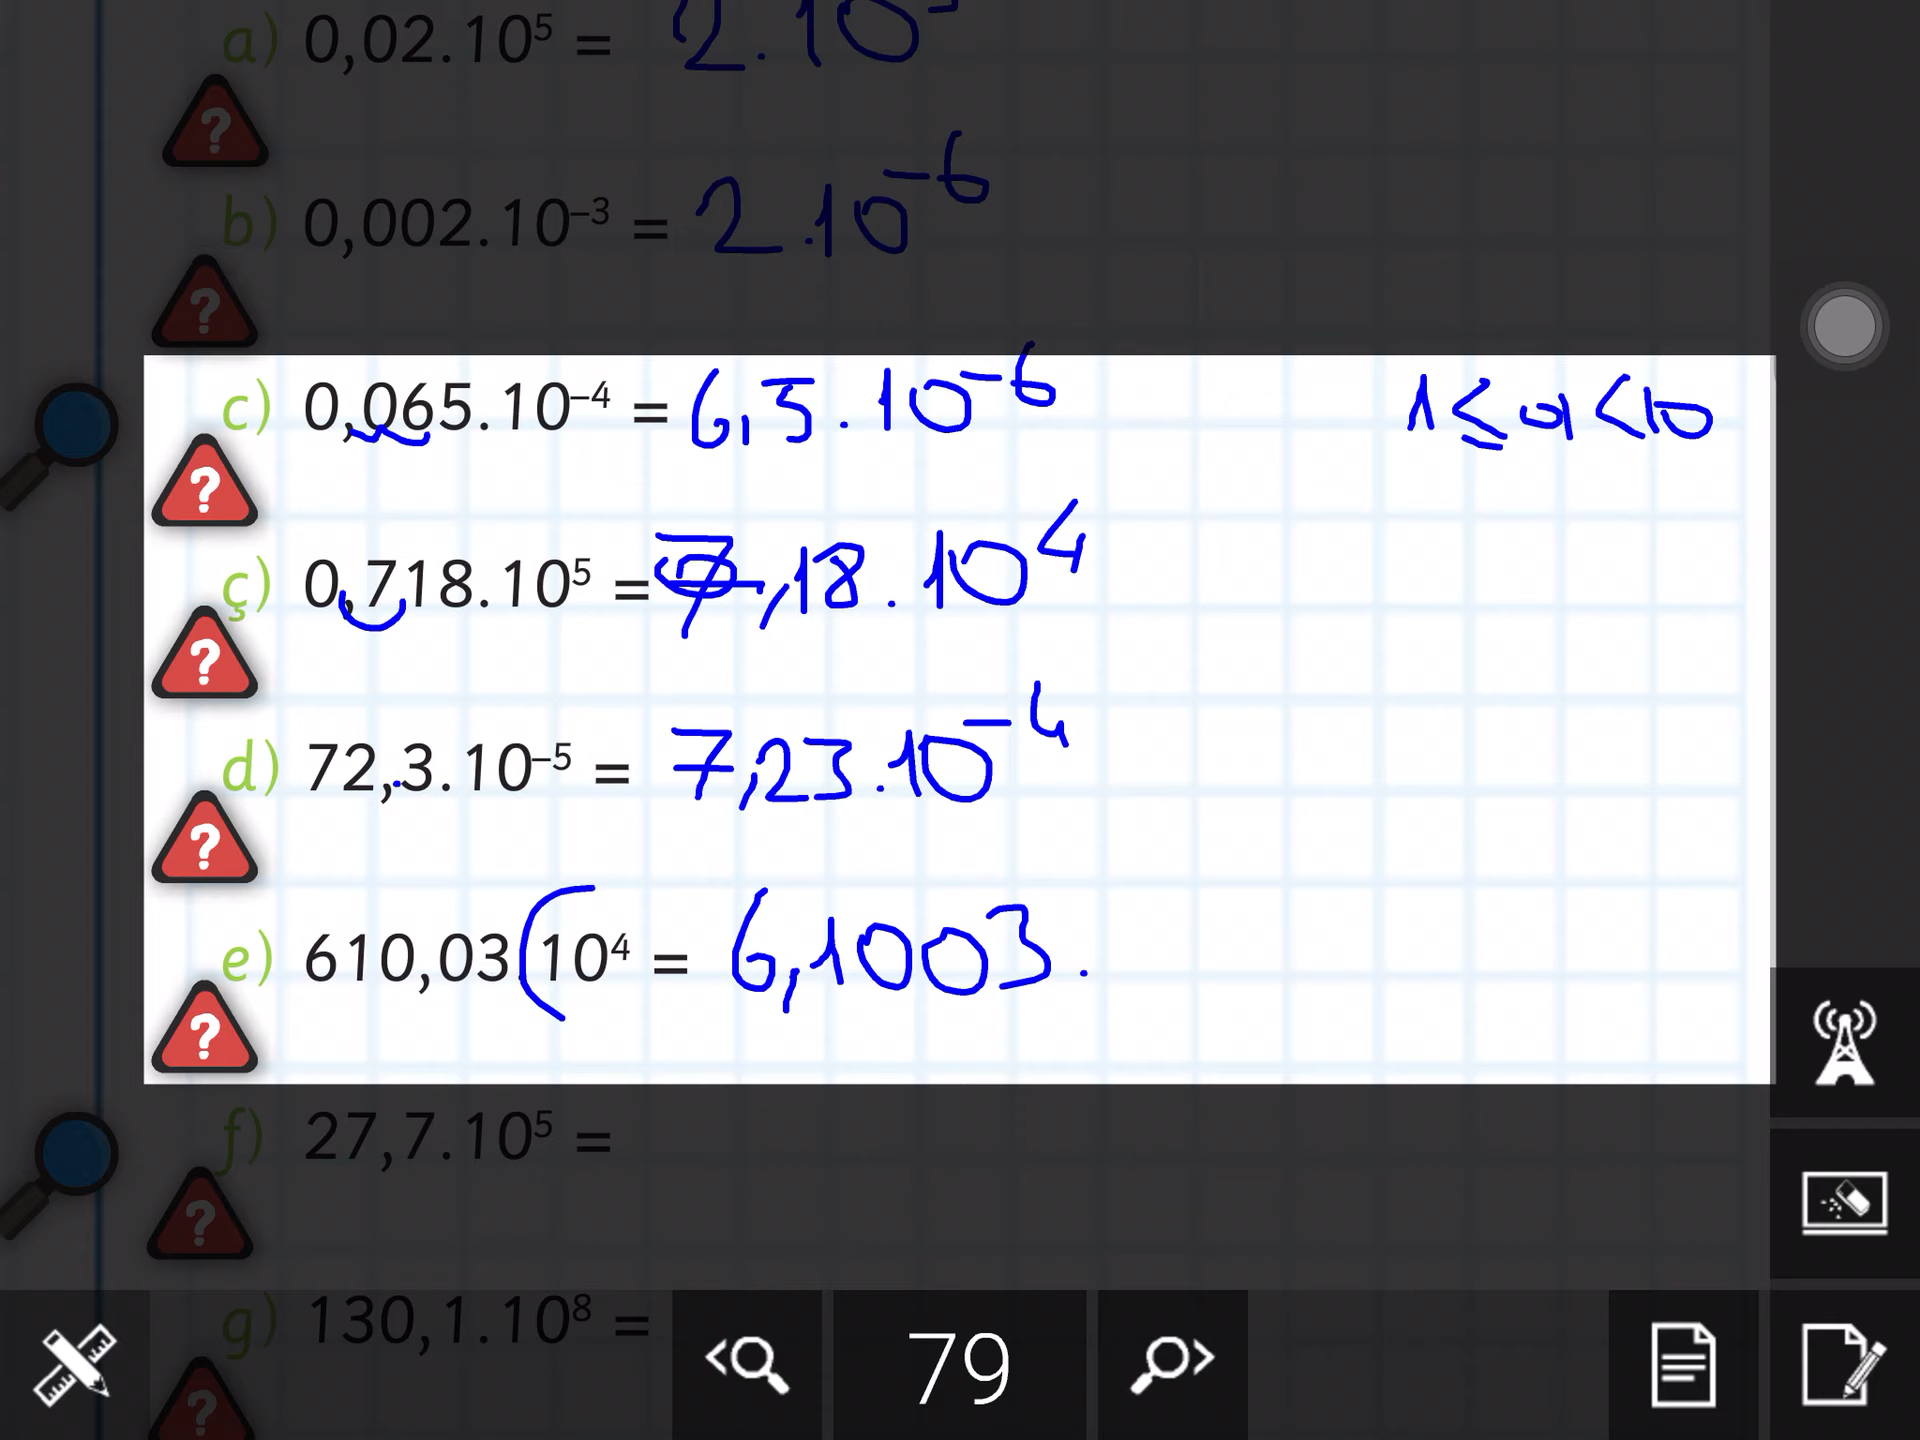 a) 0,02.10⁵ = 2.10
b) 0,002.10⁻³ = 2.10⁻⁶
c) 0,065.10⁻⁴ = 6,5.10⁻⁶ 1≤a<10
ç) 0,718.10⁵ = 7,18.10⁴
d) 72,3.10⁻⁵ = 7,23.10⁻⁴
e) 610,03(10⁴ = 6,1003.
f) 27,7.10⁵ =
g) 130,1.10⁸ =
79